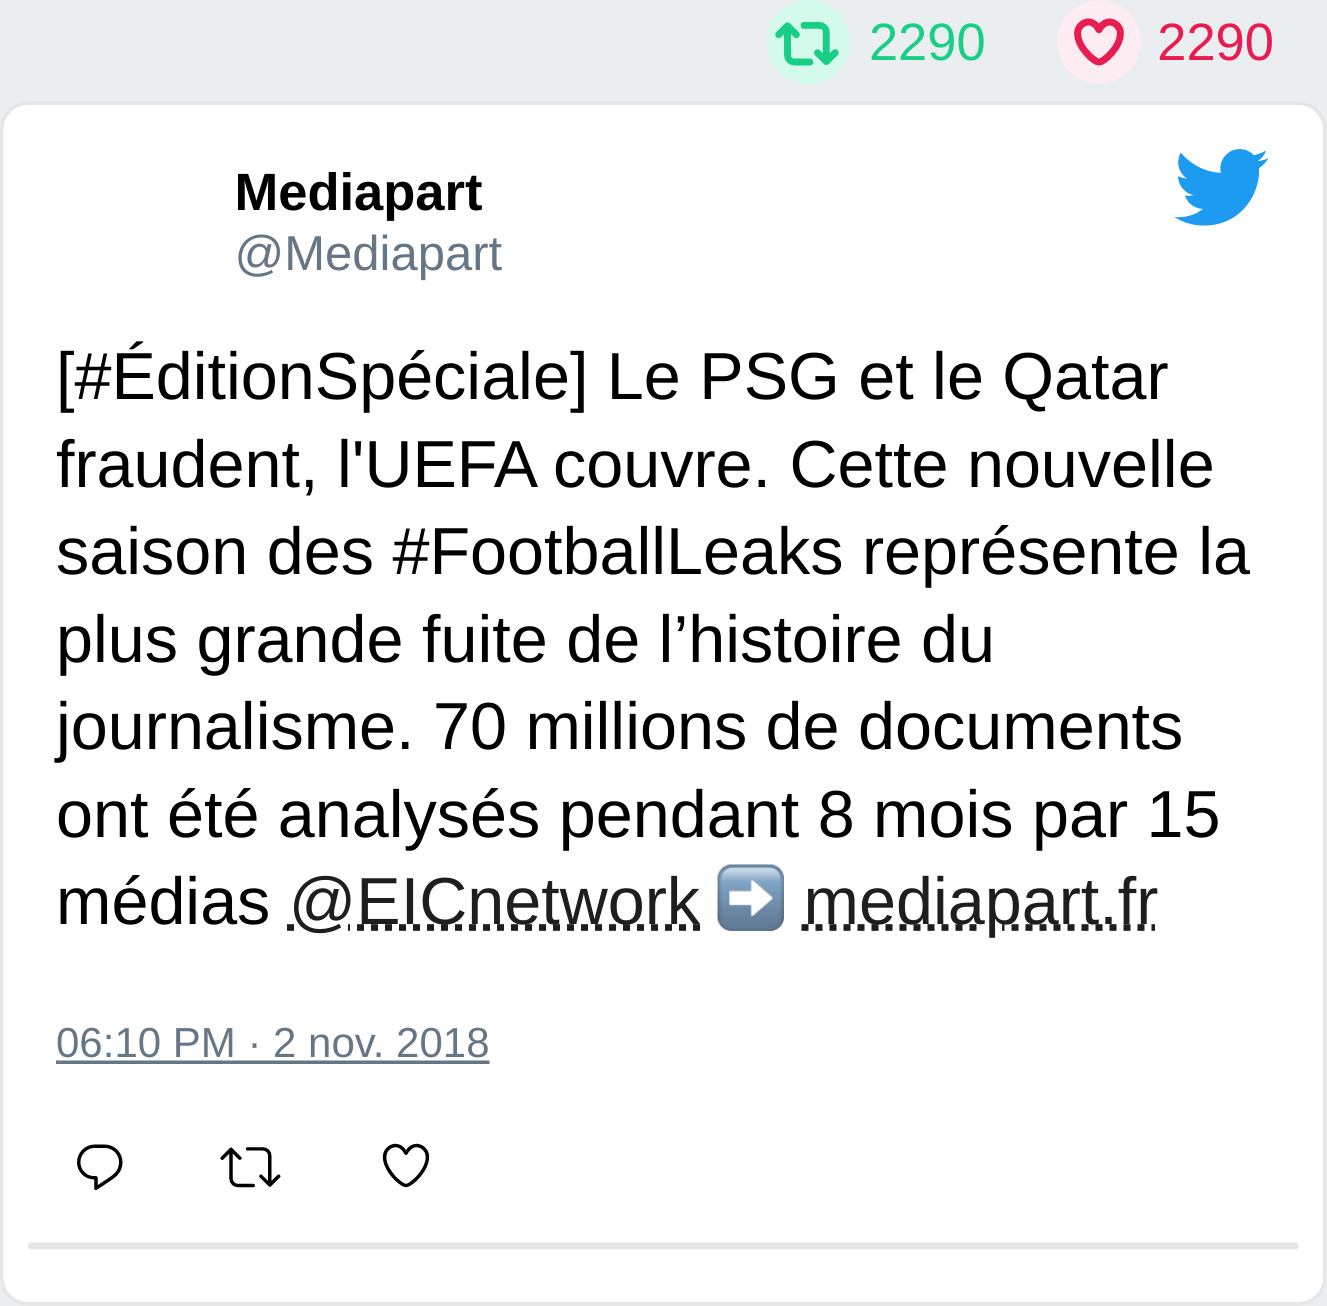 2290 2290
Mediapart
@Mediapart
[#ÉditionSpéciale] Le PSG et le Qatar
fraudent, l'UEFA couvre. Cette nouvelle
saison des #FootballLeaks représente la
plus grande fuite de l’histoire du
journalisme. 70 millions de documents
ont été analysés pendant 8 mois par 15
médias @EICnetwork ➡️ mediapart.fr
06:10 PM · 2 nov. 2018